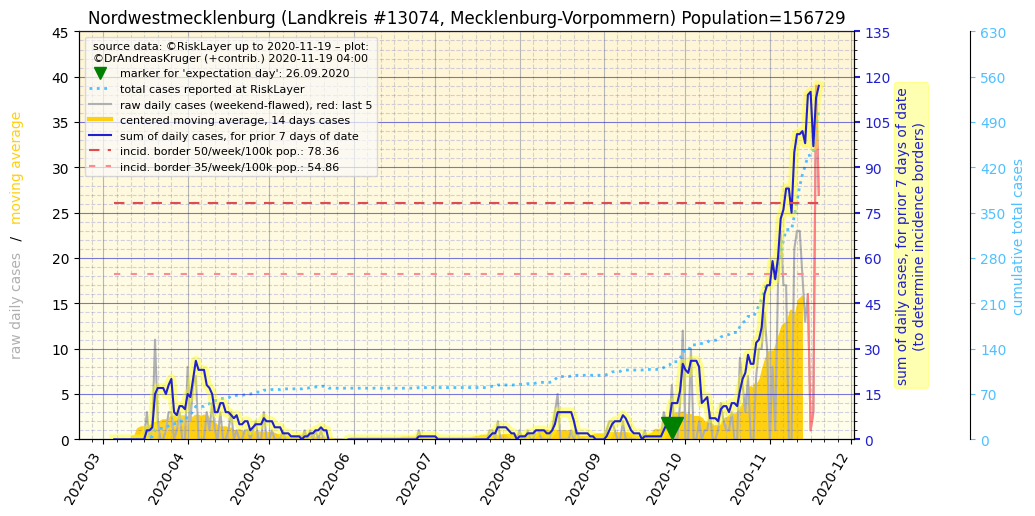 Nordwestmecklenburg (Landkreis #13074, Mecklenburg-Vorpommern) Population=156729
source data: ©RiskLayer up to 2020-11-19 – plot:
©DrAndreasKruger (+contrib.) 2020-11-19 04:00
marker for 'expectation day': 26.09.2020
total cases reported at RiskLayer
raw daily cases (weekend-flawed), red: last 5
centered moving average, 14 days cases
sum of daily cases, for prior 7 days of date
incid. border 50/week/100k pop.: 78.36
incid. border 35/week/100k pop.: 54.86
raw daily cases / moving average
45
40
35
30
25
20
15
10
5
0
135
120
105
90
75
60
45
30
15
0
sum of daily cases, for prior 7 days of date
(to determine incidence borders)
630
560
490
420
350
280
210
140
70
0
cumulative total cases
2020-03
2020-04
2020-05
2020-06
2020-07
2020-08
2020-09
2020-10
2020-11
2020-12